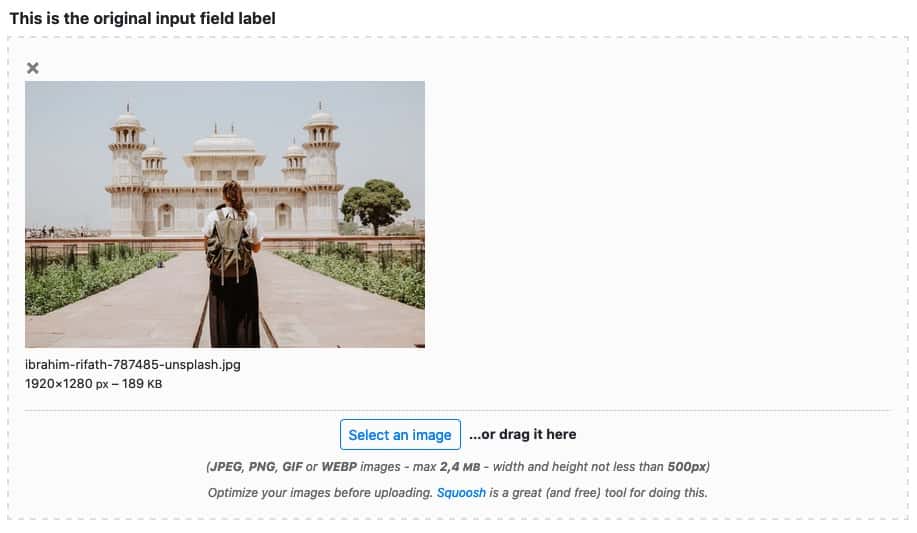 This is the original input field label
×
ibrahim-rifath-787485-unsplash.jpg
1920×1280 px – 189 KB
Select an image ...or drag it here
(JPEG, PNG, GIF or WEBP images - max 2,4 MB - width and height not less than 500px)
Optimize your images before uploading. Squoosh is a great (and free) tool for doing this.